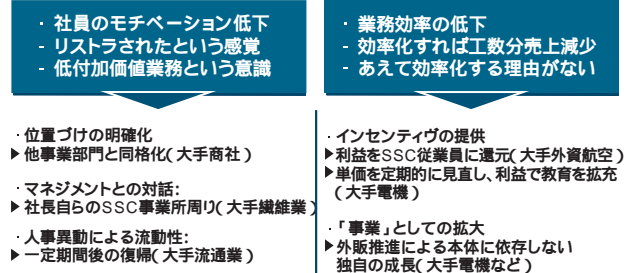 - 社員のモチベーション低下
- リストラされたという感覚
- 低付加価値業務という意識
- 業務効率の低下
- 効率化すれば工数分売上減少
- あえて効率化する理由がない
·位置づけの明確化
▶他事業部門と同格化(大手商社)
·マネジメントとの対話:
▶社長自らのSSC事業所周り(大手繊維業)
·人事異動による流動性:
▶一定期間後の復帰(大手流通業)
·インセンティヴの提供
▶利益をSSC従業員に還元(大手外資航空)
▶単価を定期的に見直し、利益で教育を拡充
(大手電機)
·「事業」としての拡大
▶外販推進による本体に依存しない
独自の成長(大手電機など)